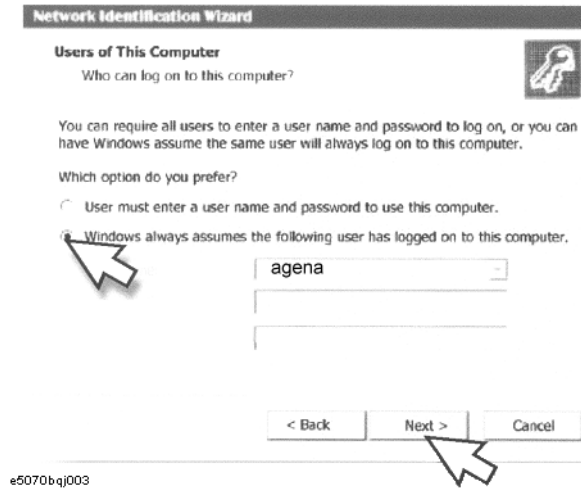 Network Identification Wizard
Users of This Computer
Who can log on to this computer?
You can require all users to enter a user name and password to log on, or you can
have Windows assume the same user will always log on to this computer.
Which option do you prefer?
User must enter a user name and password to use this computer.
Windows always assumes the following user has logged on to this computer.
agena
< Back Next > Cancel
e5070bqj003